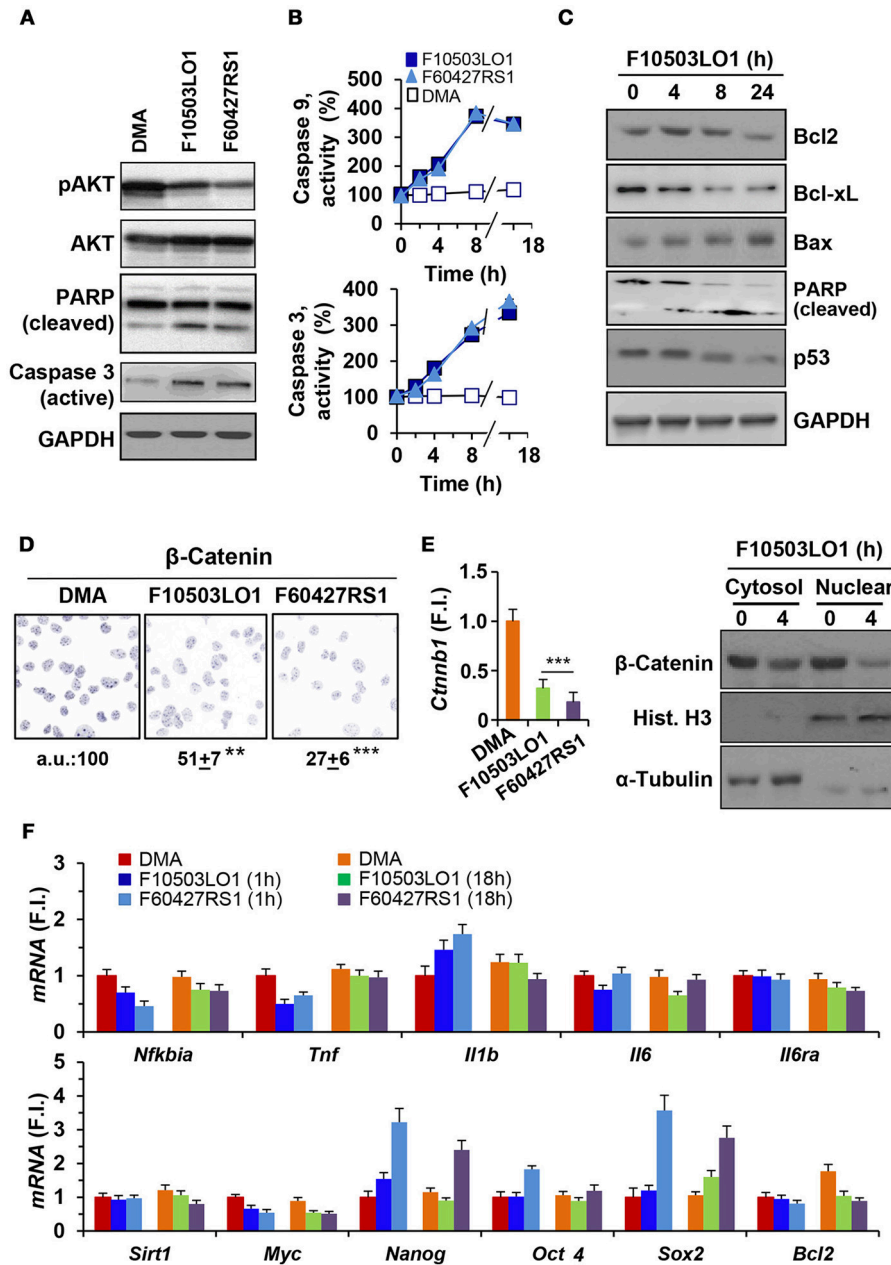 A
DMA
F10503LO1
F60427RS1
pAKT
AKT
PARP
(cleaved)
Caspase 3
(active)
GAPDH
B
F10503LO1
F60427RS1
DMA
Caspase 9,
activity (%)
500
400
300
200
100
0
0 4 8 18
Time (h)
Caspase 3,
activity (%)
400
300
200
100
0
0 4 8 18
Time (h)
C
F10503LO1 (h)
0 4 8 24
Bcl2
Bcl-xL
Bax
PARP
(cleaved)
p53
GAPDH
D
β-Catenin
DMA F10503LO1 F60427RS1
a.u.:100 51±7 ** 27±6 ***
E
Ctnnb1 (F.I.)
1.5
1.0
0.5
0
***
DMA
F10503LO1
F60427RS1
F10503LO1 (h)
Cytosol Nuclear
0 4 0 4
β-Catenin
Hist. H3
α-Tubulin
F
DMA DMA
F10503LO1 (1h) F10503LO1 (18h)
F60427RS1 (1h) F60427RS1 (18h)
mRNA (F.I.)
3
2
1
0
Nfkbia Tnf Il1b Il6 Il6ra
mRNA (F.I.)
5
4
3
2
1
0
Sirt1 Myc Nanog Oct 4 Sox2 Bcl2